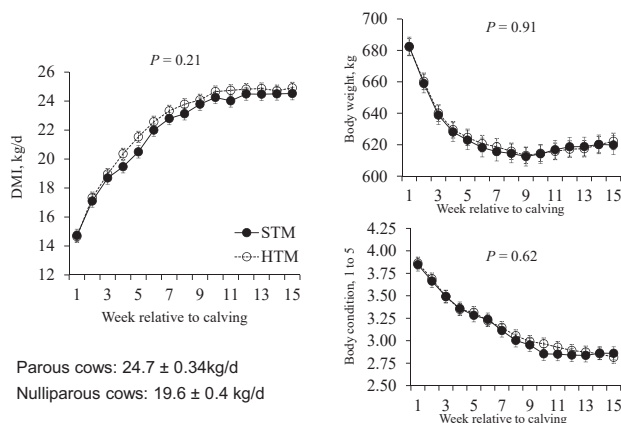 P = 0.21
26
24
22
20
18
16
14
12
DMI, kg/d
STM
HTM
1 3 5 7 9 11 13 15
Week relative to calving
Parous cows: 24.7 ± 0.34kg/d
Nulliparous cows: 19.6 ± 0.4 kg/d
P = 0.91
700
680
660
640
620
600
Body weight, kg
1 3 5 7 9 11 13 15
Week relative to calving
P = 0.62
4.25
4.00
3.75
3.50
3.25
3.00
2.75
2.50
Body condition, 1 to 5
1 3 5 7 9 11 13 15
Week relative to calving